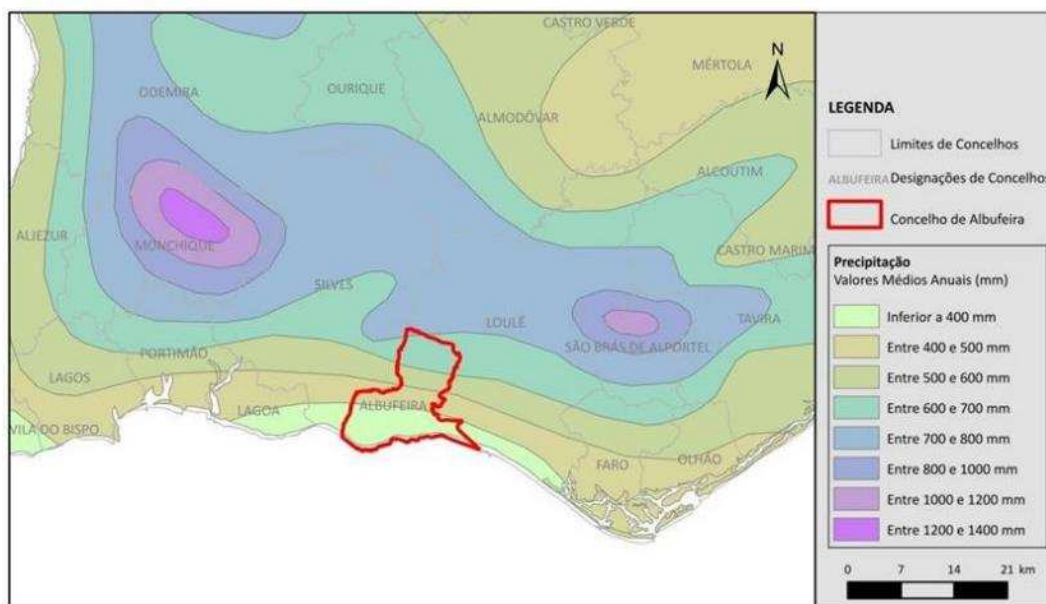 CASTRO VERDE
N
MÉRTOLA
ODEMIRA
OURIQUE
ALMODÔVAR
ALCOUTIM
ALJEZUR
MONCHIQUE
CASTRO MARIM
SILVES
LOULÉ
TAVIRA
SÃO BRÁS DE ALPORTEL
PORTIMÃO
LAGOS
LAGOA
ALBUFEIRA
VILA DO BISPO
FARO
OLHÃO
LEGENDA
Limites de Concelhos
ALBUFEIRA Designações de Concelhos
Concelho de Albufeira
Precipitação
Valores Médios Anuais (mm)
Inferior a 400 mm
Entre 400 e 500 mm
Entre 500 e 600 mm
Entre 600 e 700 mm
Entre 700 e 800 mm
Entre 800 e 1000 mm
Entre 1000 e 1200 mm
Entre 1200 e 1400 mm
0 7 14 21 km